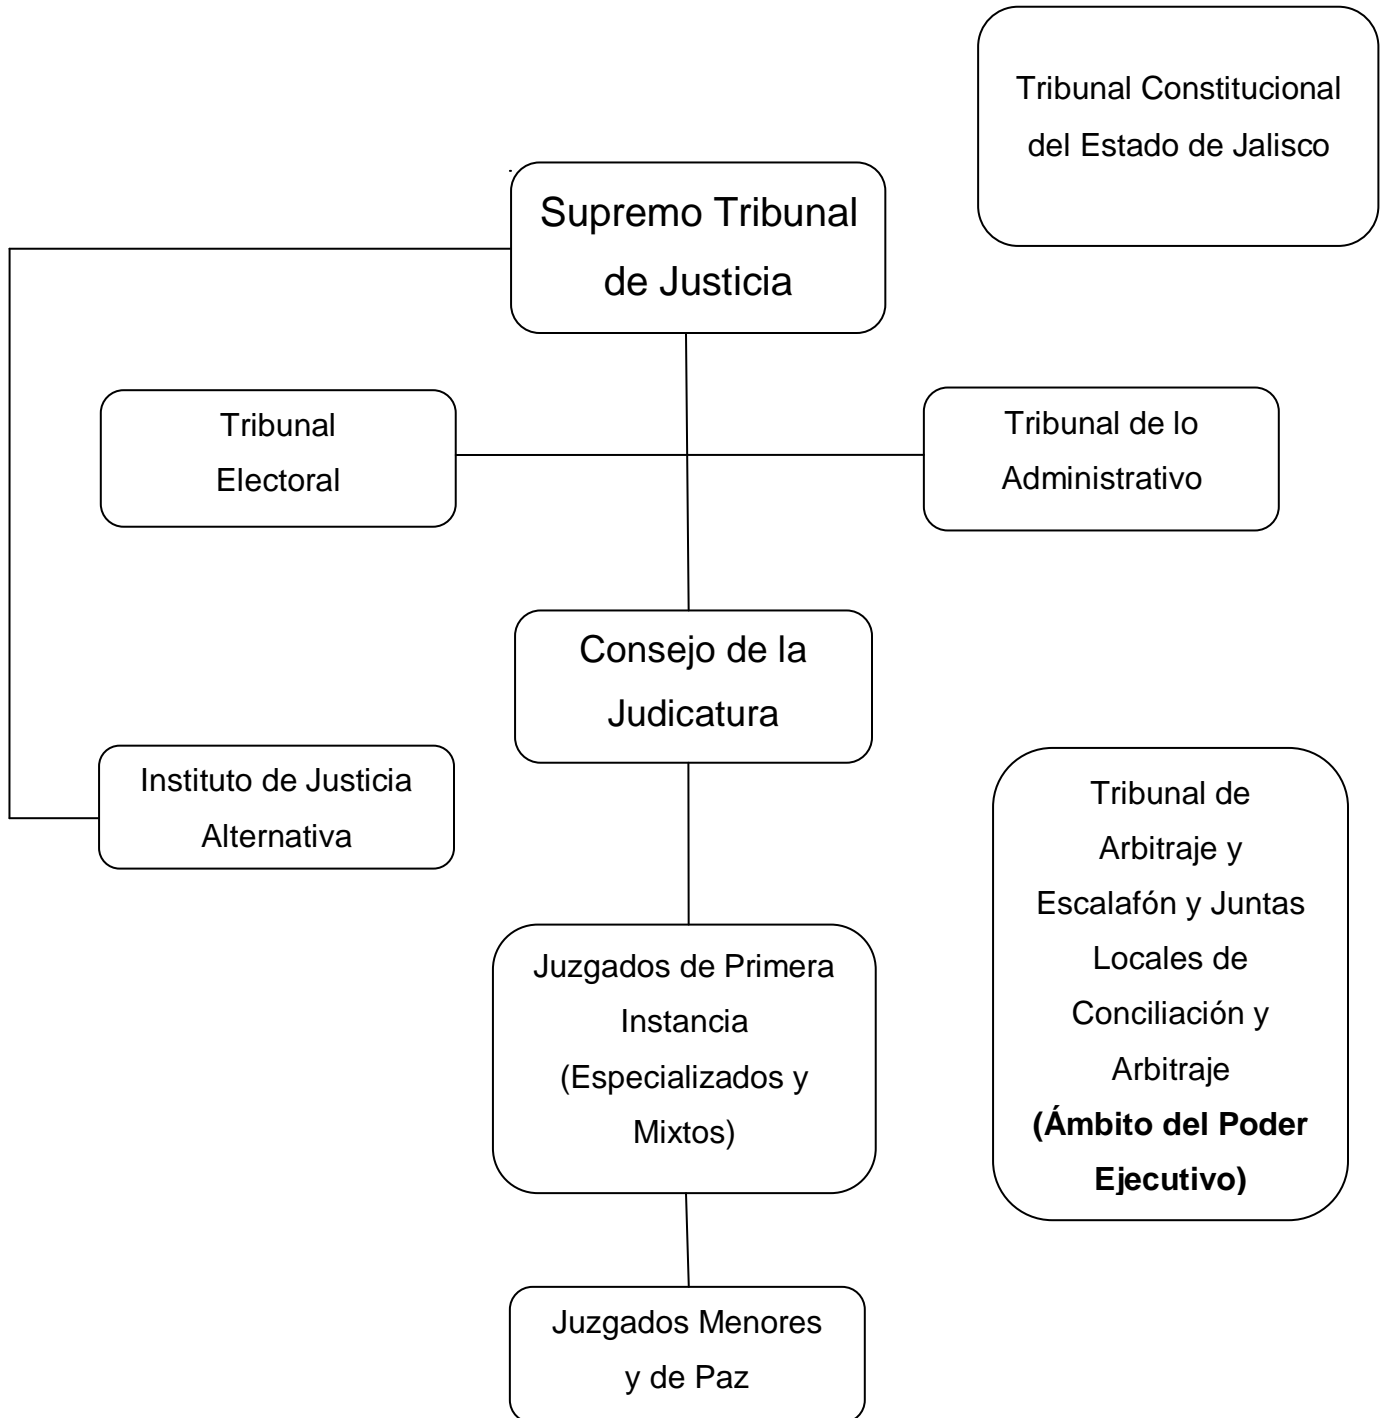 Tribunal Constitucional
del Estado de Jalisco
Supremo Tribunal
de Justicia
Tribunal
Electoral
Tribunal de lo
Administrativo
Consejo de la
Judicatura
Instituto de Justicia
Alternativa
Tribunal de
Arbitraje y
Escalafón y Juntas
Locales de
Conciliación y
Arbitraje
(Ámbito del Poder
Ejecutivo)
Juzgados de Primera
Instancia
(Especializados y
Mixtos)
Juzgados Menores
y de Paz